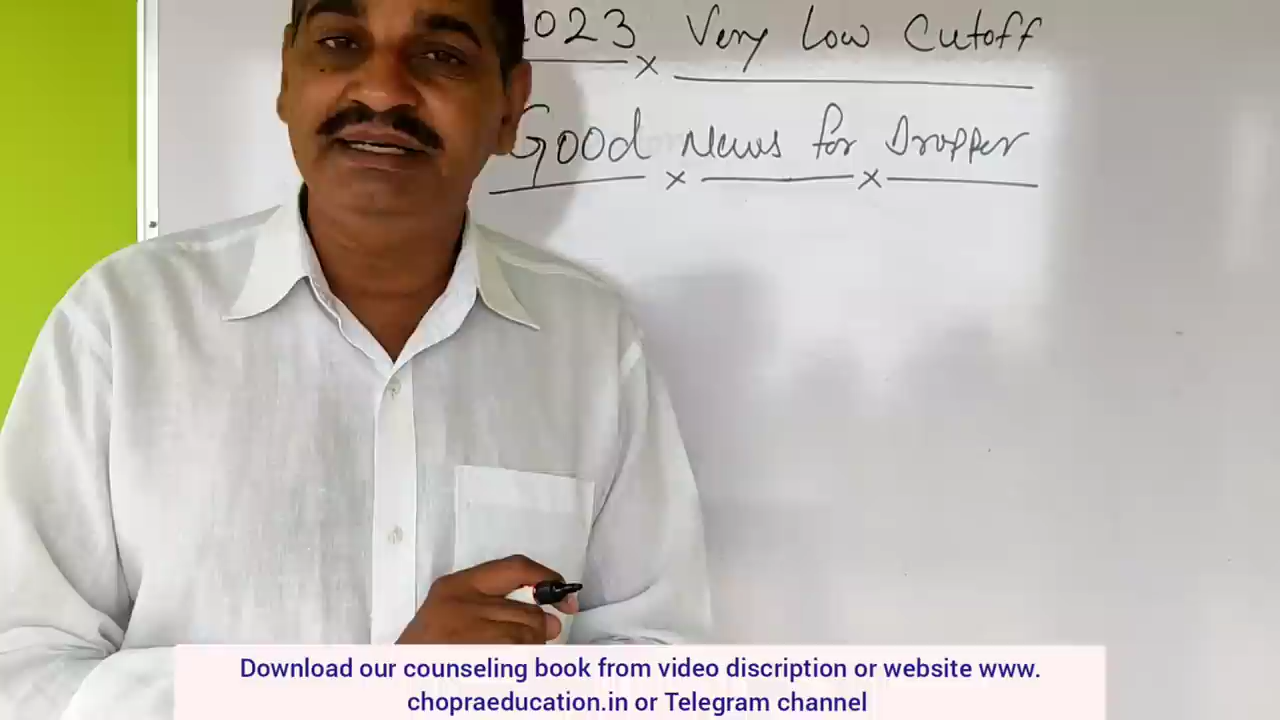 2023 Very Low Cutoff
Good News for Dropper
Download our counseling book from video discription or website www.
chopraeducation.in or Telegram channel